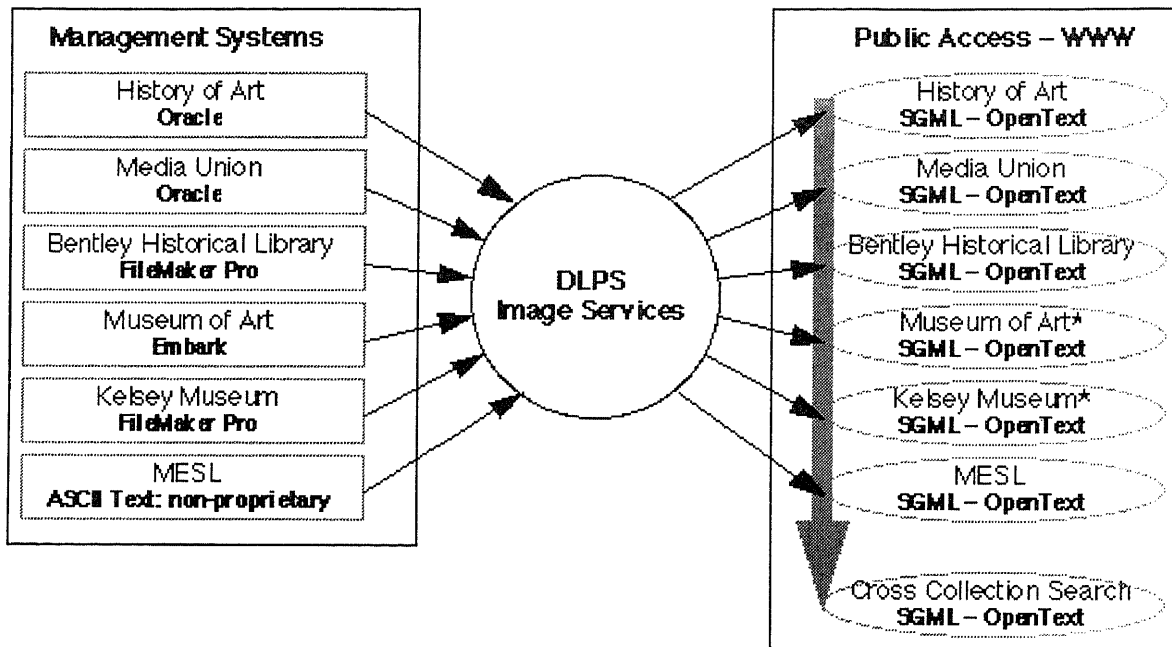 Management Systems
History of Art
Oracle
Media Union
Oracle
Bentley Historical Library
FileMaker Pro
Museum of Art
Embark
Kelsey Museum
FileMaker Pro
MESL
ASCII Text: non-proprietary
DLPS
Image Services
Public Access – WWW
History of Art
SGML – OpenText
Media Union
SGML – OpenText
Bentley Historical Library
SGML – OpenText
Museum of Art*
SGML – OpenText
Kelsey Museum*
SGML – OpenText
MESL
SGML – OpenText
Cross Collection Search
SGML – OpenText